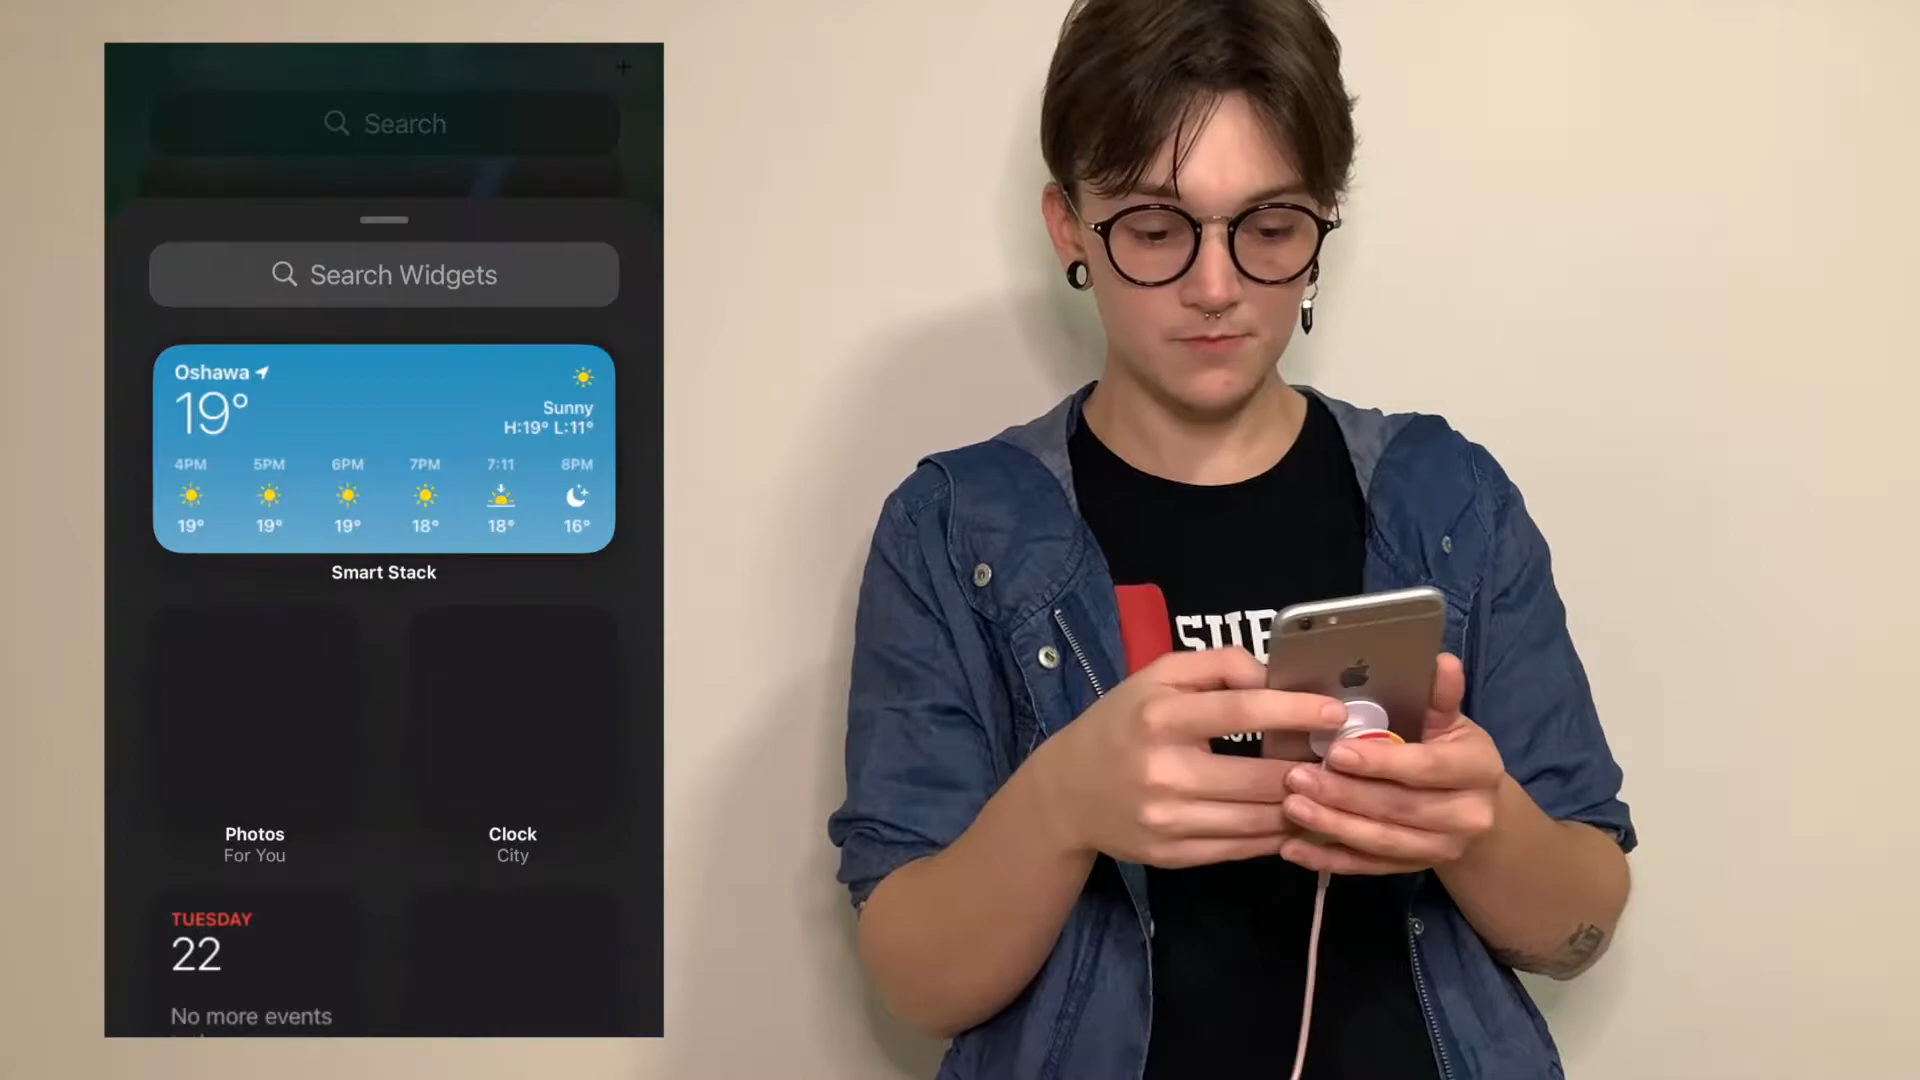 Search
Search Widgets
Oshawa
19°
Sunny
H:19° L:11°
4PM 5PM 6PM 7PM 7:11 8PM
19° 19° 19° 18° 18° 16°
Smart Stack
Photos
For You
Clock
City
TUESDAY
22
No more events
SUP